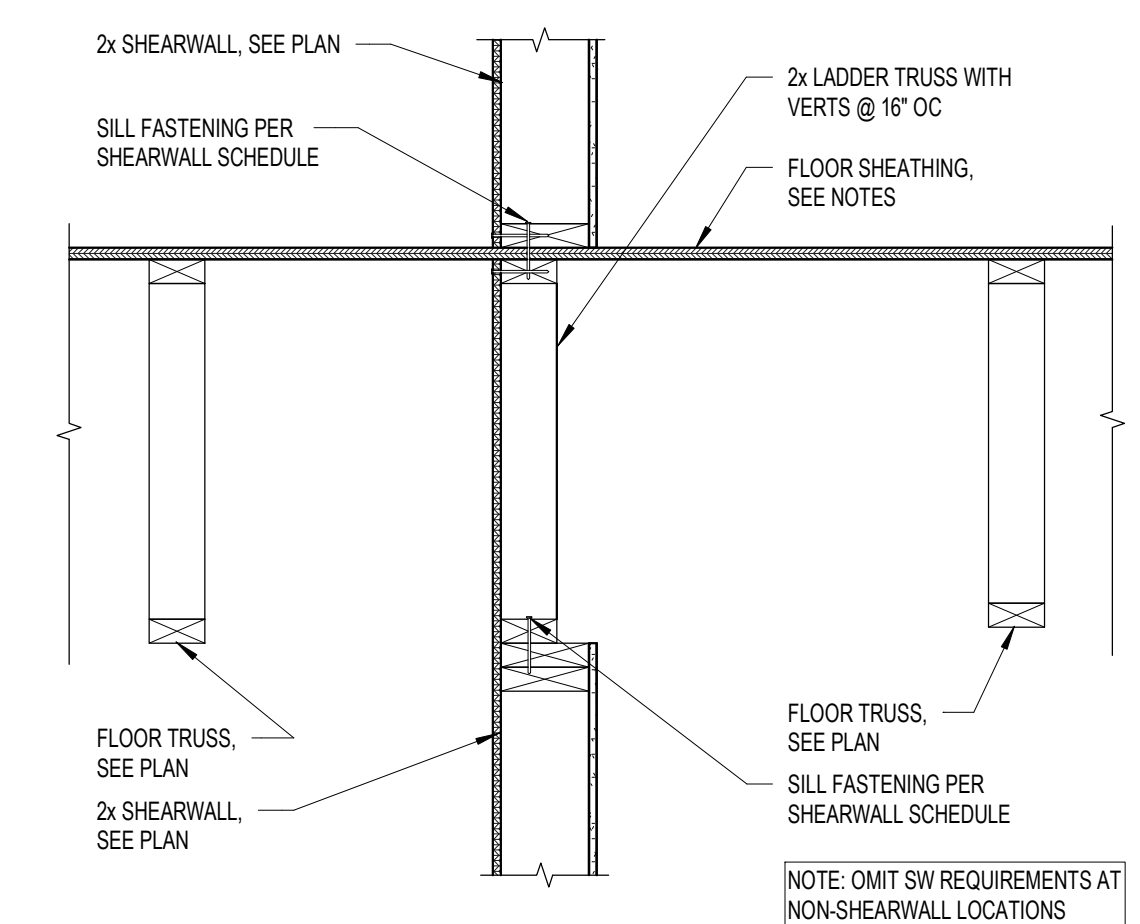 2x SHEARWALL, SEE PLAN
SILL FASTENING PER
SHEARWALL SCHEDULE
2x LADDER TRUSS WITH
VERTS @ 16" OC
FLOOR SHEATHING,
SEE NOTES
FLOOR TRUSS,
SEE PLAN
2x SHEARWALL,
SEE PLAN
FLOOR TRUSS,
SEE PLAN
SILL FASTENING PER
SHEARWALL SCHEDULE
NOTE: OMIT SW REQUIREMENTS AT
NON-SHEARWALL LOCATIONS